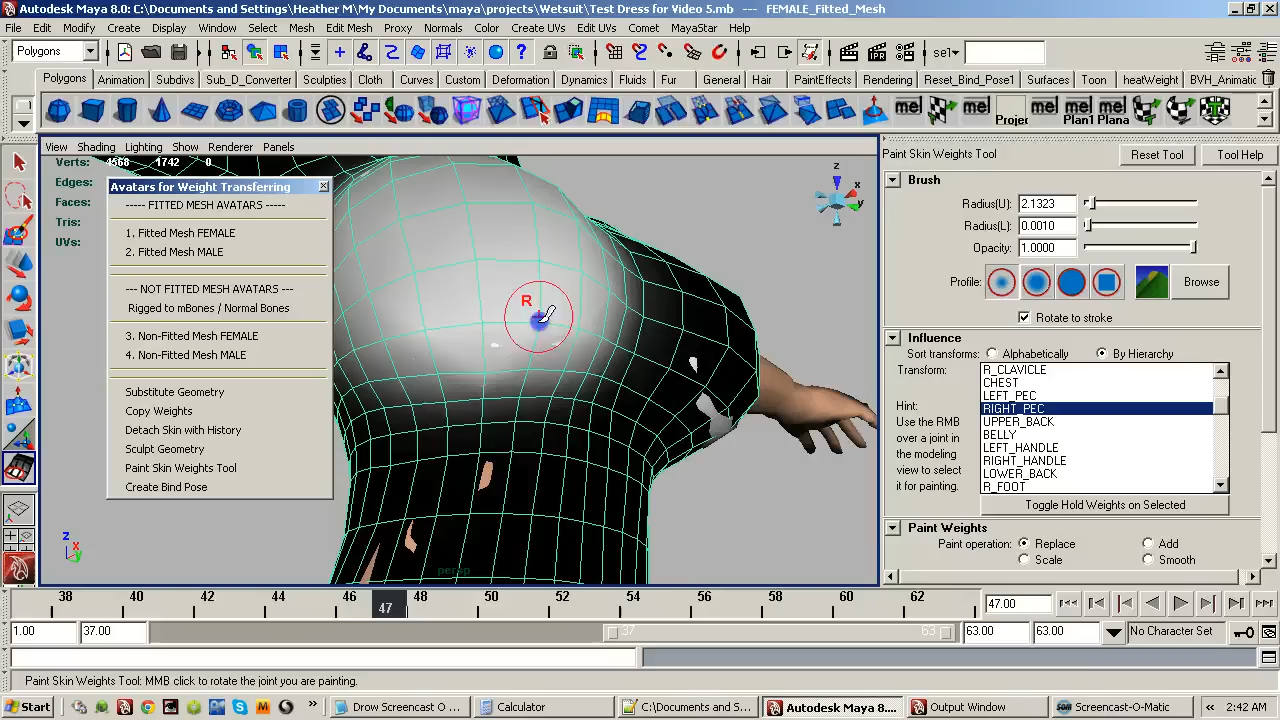 Autodesk Maya 8.0: C:\Documents and Settings\Heather M\My Documents\maya\projects\Wetsuit\Test Dress for Video 5.mb --- FEMALE_Fitted_Mesh
File Edit Modify Create Display Window Select Mesh Edit Mesh Proxy Normals Color Create UVs Edit UVs Comet MayaStar Help
Polygons
sel
Polygons Animation Subdivs Sub_D_Converter Sculpties Cloth Curves Custom Deformation Dynamics Fluids Fur General Hair PaintEffects Rendering Reset_Bind_Pose1 Surfaces Toon heatWeight BVH_Animatic
mel mel Projec mel Plan1 mel Plana
View Shading Lighting Show Renderer Panels
Verts: 4568 1742 0
Edges:
Faces:
Tris:
UVs:
Avatars for Weight Transferring
----- FITTED MESH AVATARS -----
1. Fitted Mesh FEMALE
2. Fitted Mesh MALE
--- NOT FITTED MESH AVATARS ---
Rigged to mBones / Normal Bones
3. Non-Fitted Mesh FEMALE
4. Non-Fitted Mesh MALE
Substitute Geometry
Copy Weights
Detach Skin with History
Sculpt Geometry
Paint Skin Weights Tool
Create Bind Pose
R
z
x
y
z
x
y
persp
Paint Skin Weights Tool
Reset Tool Tool Help
Brush
Radius(U): 2.1323
Radius(L): 0.0010
Opacity: 1.0000
Profile: Browse
Rotate to stroke
Influence
Sort transforms: Alphabetically By Hierarchy
Transform:
R_CLAVICLE
CHEST
LEFT_PEC
RIGHT_PEC
UPPER_BACK
BELLY
LEFT_HANDLE
RIGHT_HANDLE
LOWER_BACK
R_FOOT
Hint:
Use the RMB
over a joint in
the modeling
view to select
it for painting.
Toggle Hold Weights on Selected
Paint Weights
Paint operation: Replace Add
Scale Smooth
38 40 42 44 46 47 48 50 52 54 56 58 60 62
47.00
1.00 37.00 37 63 63.00 63.00 No Character Set
Paint Skin Weights Tool: MMB click to rotate the joint you are painting.
Start Drow Screencast O ... Calculator C:\Documents and S... Autodesk Maya 8.... Output Window Screencast-O-Matic 2:42 AM